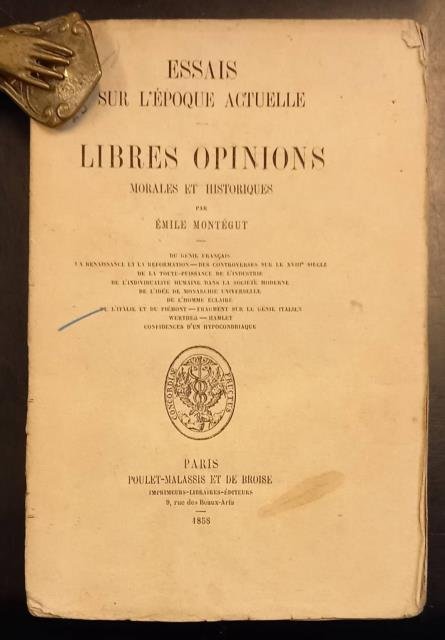 ESSAIS
SUR L'ÉPOQUE ACTUELLE
LIBRES OPINIONS
MORALES ET HISTORIQUES
PAR
ÉMILE MONTÉGUT
DU GÉNIE FRANÇAIS
LA RENAISSANCE ET LA RÉFORMATION — DES CONTROVERSES SUR LE XVIIIe SIÈCLE
DE LA TOUTE-PUISSANCE DE L'INDUSTRIE
DE L'INDIVIDUALITÉ HUMAINE DANS LA SOCIÉTÉ MODERNE
DE L'IDÉE DE MONARCHIE UNIVERSELLE
DE L'HOMME ÉCLAIRÉ
DE L'ITALIE ET DU PIÉMONT — FRAGMENT SUR LE GÉNIE ITALIEN
WERTHER — HAMLET
CONFIDENCES D'UN HYPOCONDRIAQUE
CONCORDIÆ FRUCTUS
PARIS
POULET-MALASSIS ET DE BROISE
IMPRIMEURS-LIBRAIRES-ÉDITEURS
9, rue des Beaux-Arts
1858